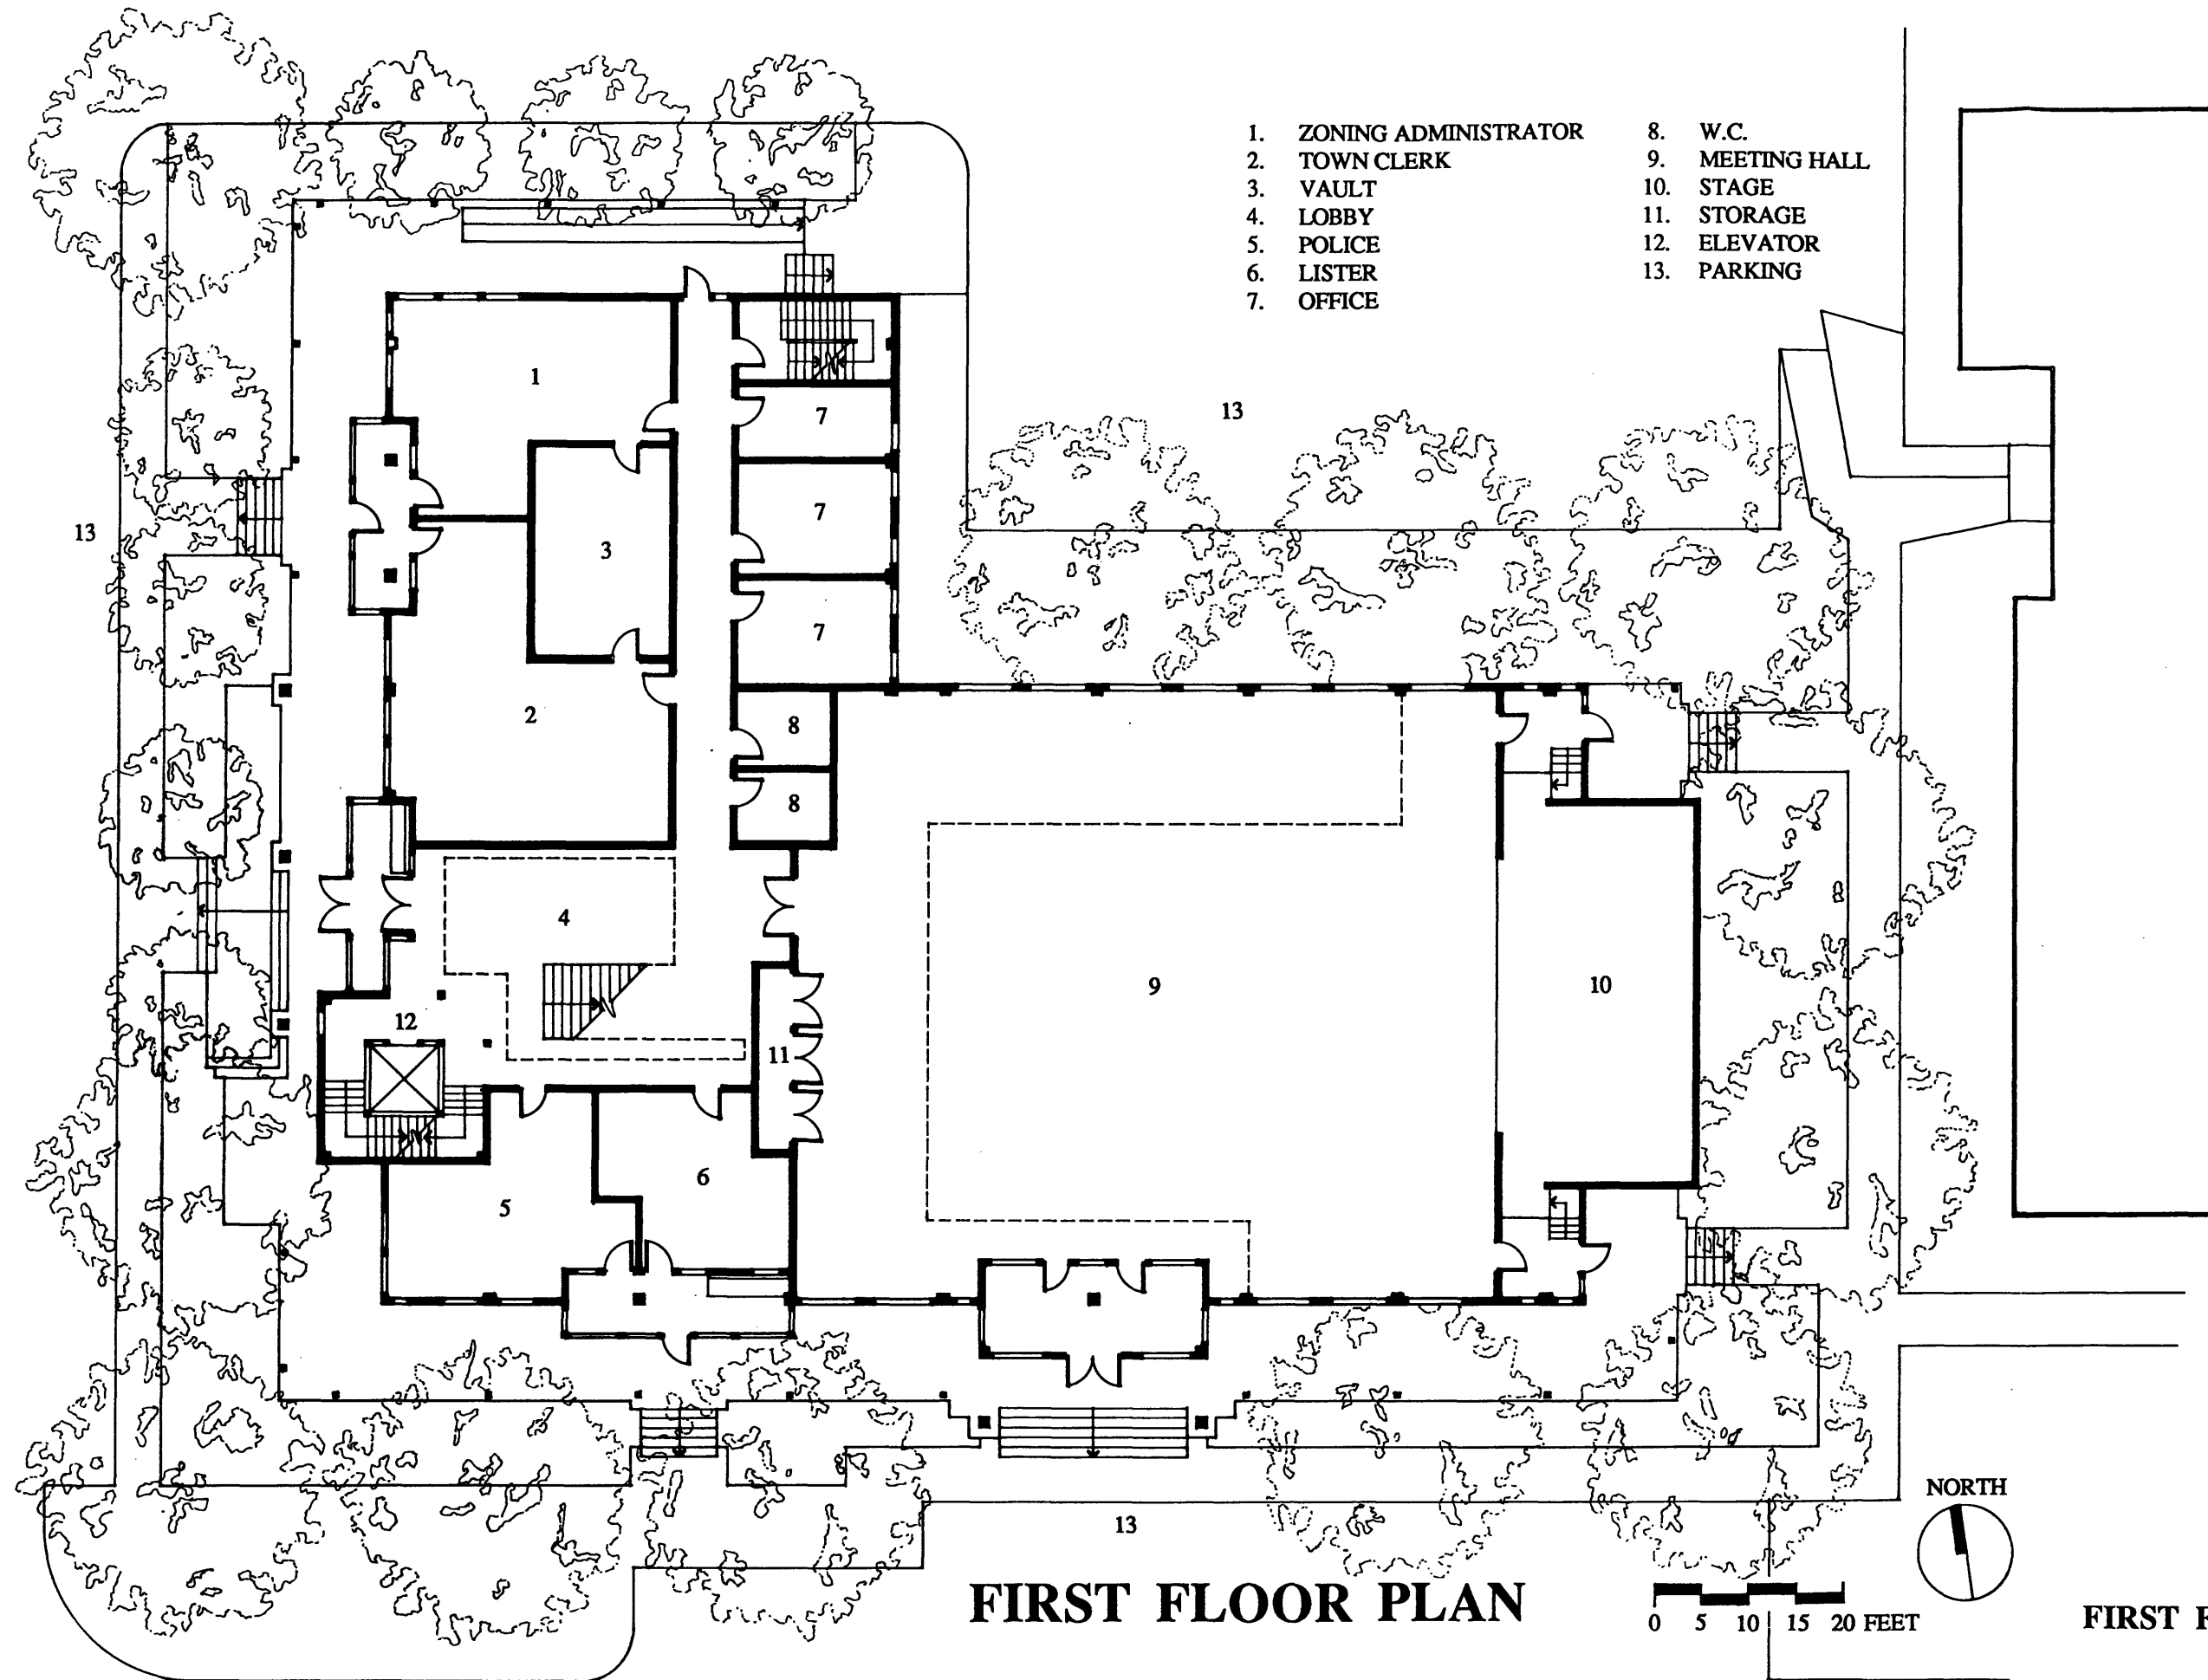 1. ZONING ADMINISTRATOR
2. TOWN CLERK
3. VAULT
4. LOBBY
5. POLICE
6. LISTER
7. OFFICE
8. W.C.
9. MEETING HALL
10. STAGE
11. STORAGE
12. ELEVATOR
13. PARKING
1
7
13
7
13
3
7
2
8
8
4
9
10
12
11
6
5
13
NORTH
FIRST FLOOR PLAN
0 5 10 15 20 FEET
FIRST F